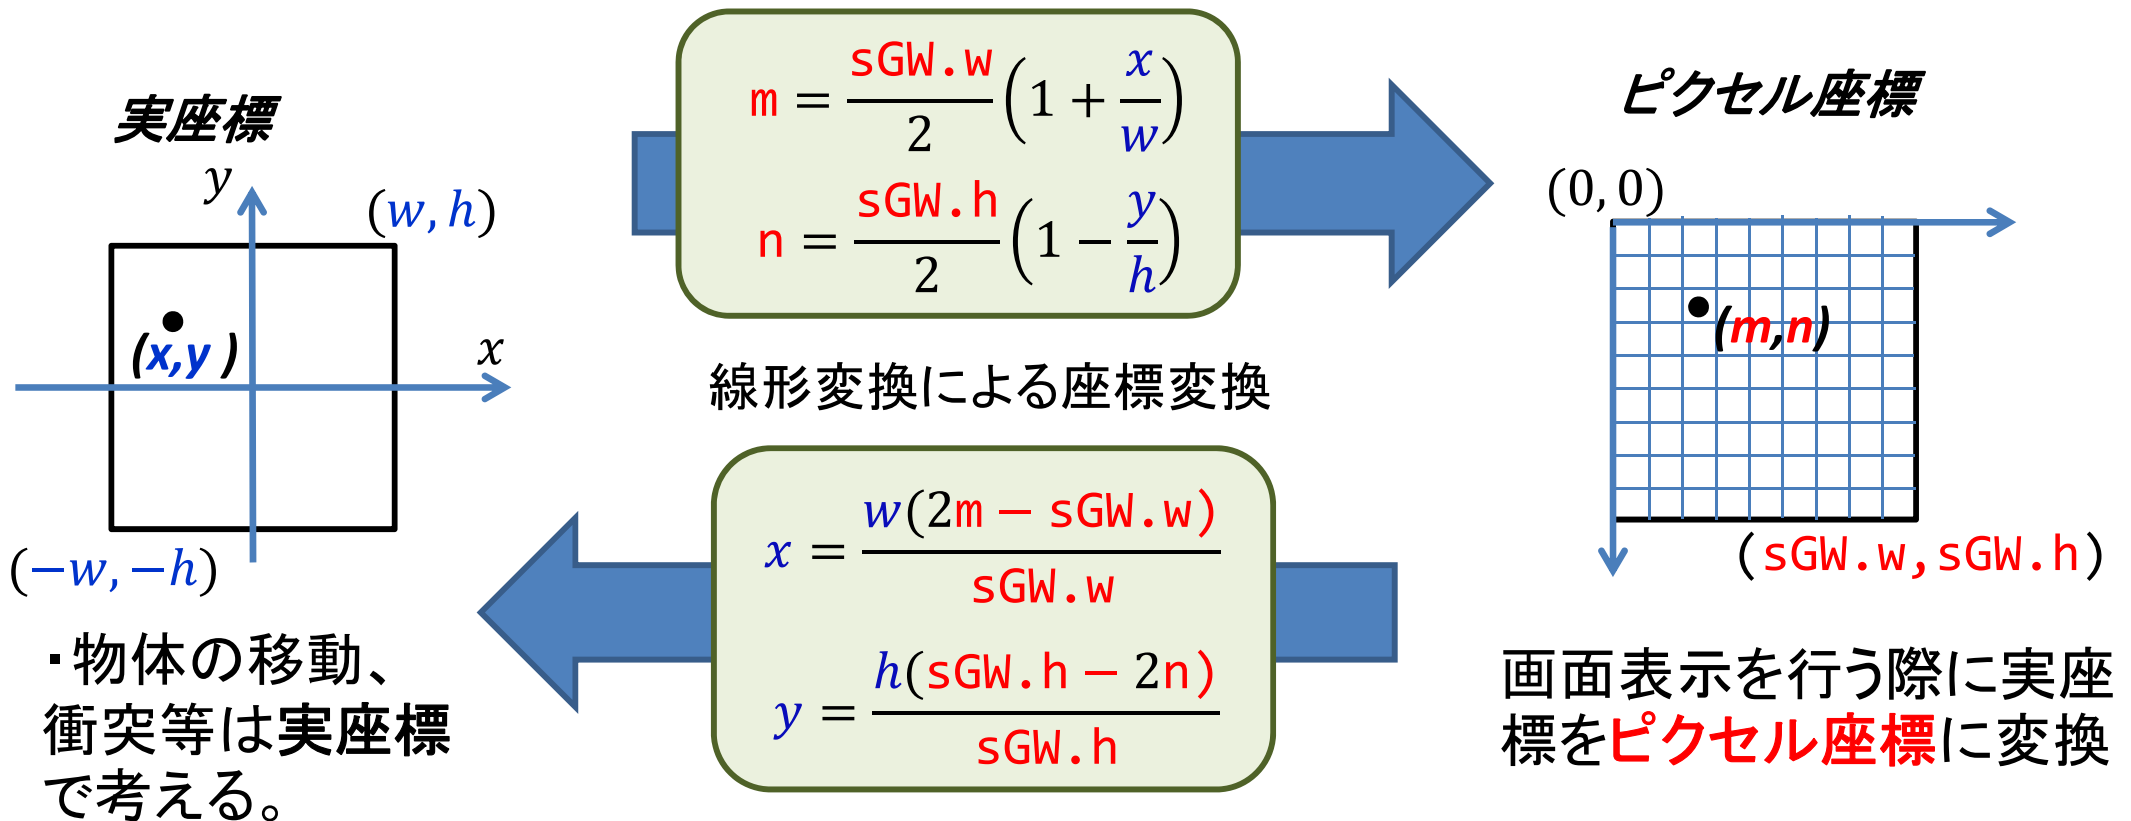 実座標
y
(w, h)
(x,y )
x
(−w, −h)
・物体の移動、
衝突等は実座標
で考える。
m = sGW.w/2 (1 + x/w)
n = sGW.h/2 (1 − y/h)
線形変換による座標変換
x = w(2m − sGW.w)/sGW.w
y = h(sGW.h − 2n)/sGW.h
ピクセル座標
(0, 0)
(m,n)
(sGW.w,sGW.h)
画面表示を行う際に実座
標をピクセル座標に変換